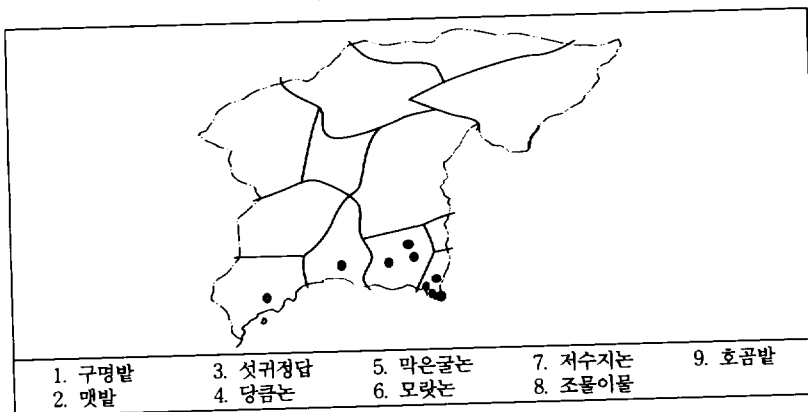 1. 구명밭 3. 섯귀정답 5. 막은굴논 7. 저수지논 9. 호곰밭
2. 맷밭 4. 당큼논 6. 모랏논 8. 조물이물